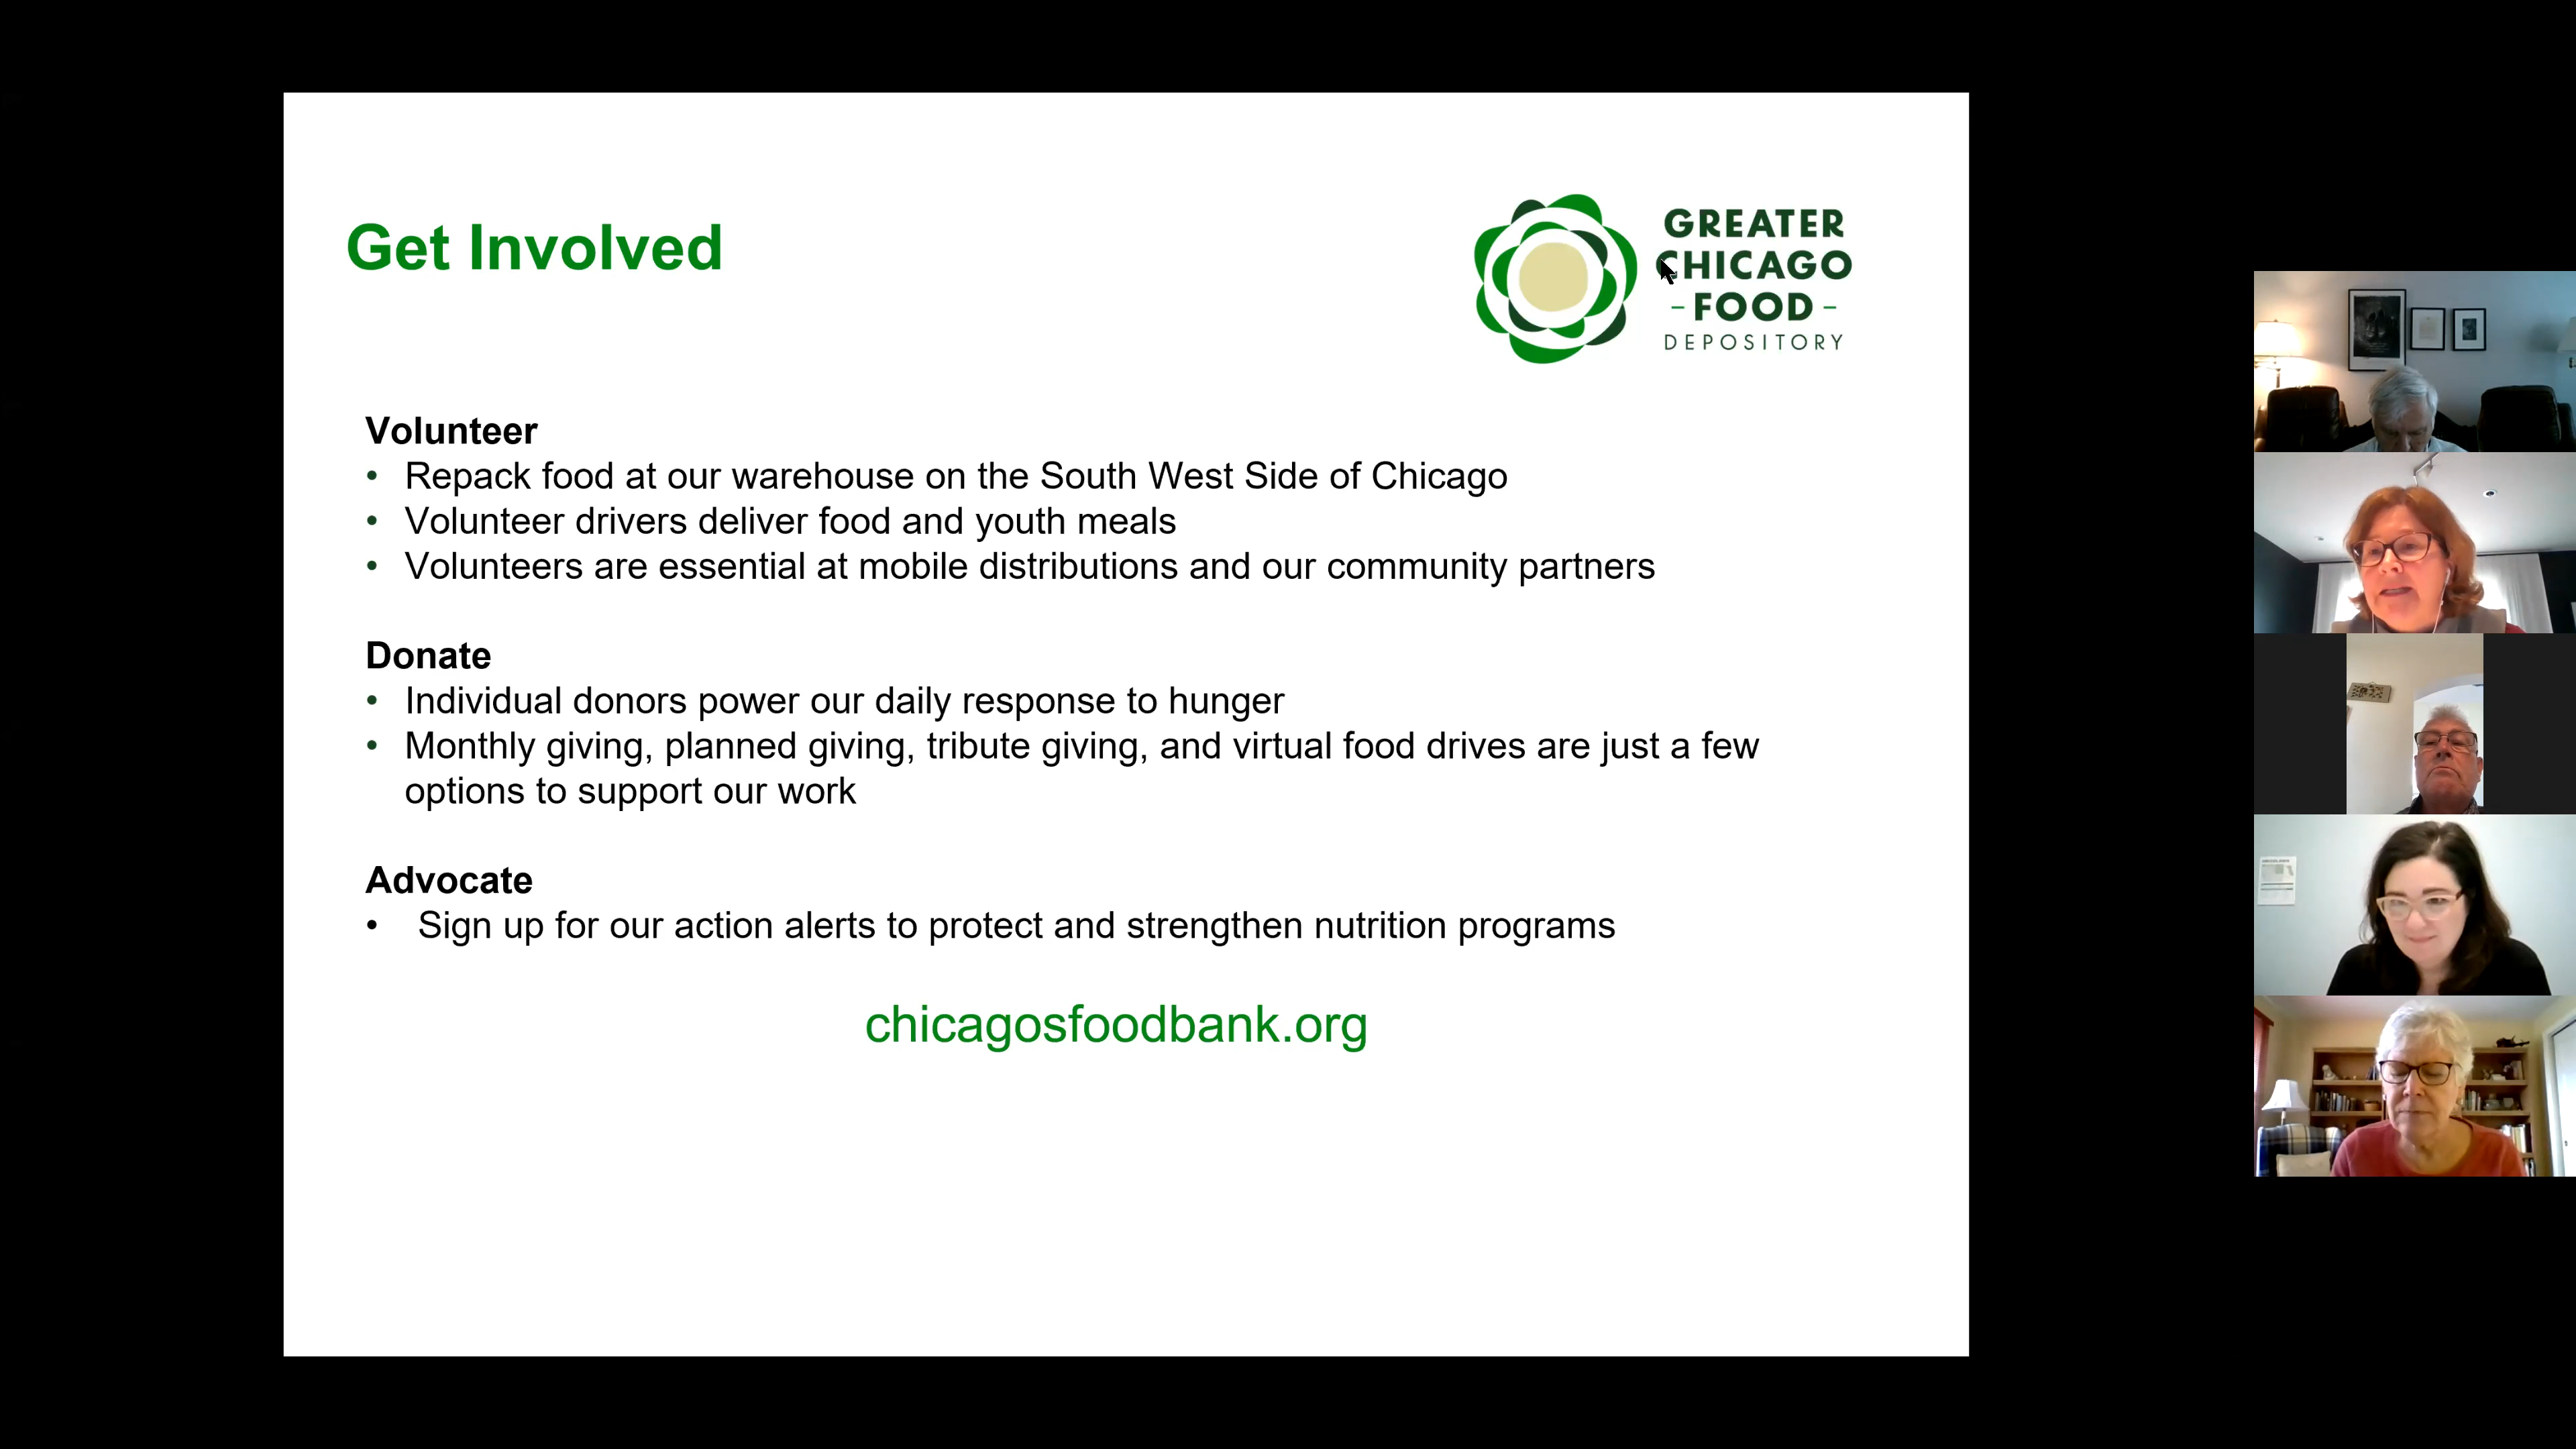 Get Involved
GREATER
CHICAGO
- FOOD -
DEPOSITORY
Volunteer
• Repack food at our warehouse on the South West Side of Chicago
• Volunteer drivers deliver food and youth meals
• Volunteers are essential at mobile distributions and our community partners
Donate
• Individual donors power our daily response to hunger
• Monthly giving, planned giving, tribute giving, and virtual food drives are just a few
options to support our work
Advocate
• Sign up for our action alerts to protect and strengthen nutrition programs
chicagosfoodbank.org